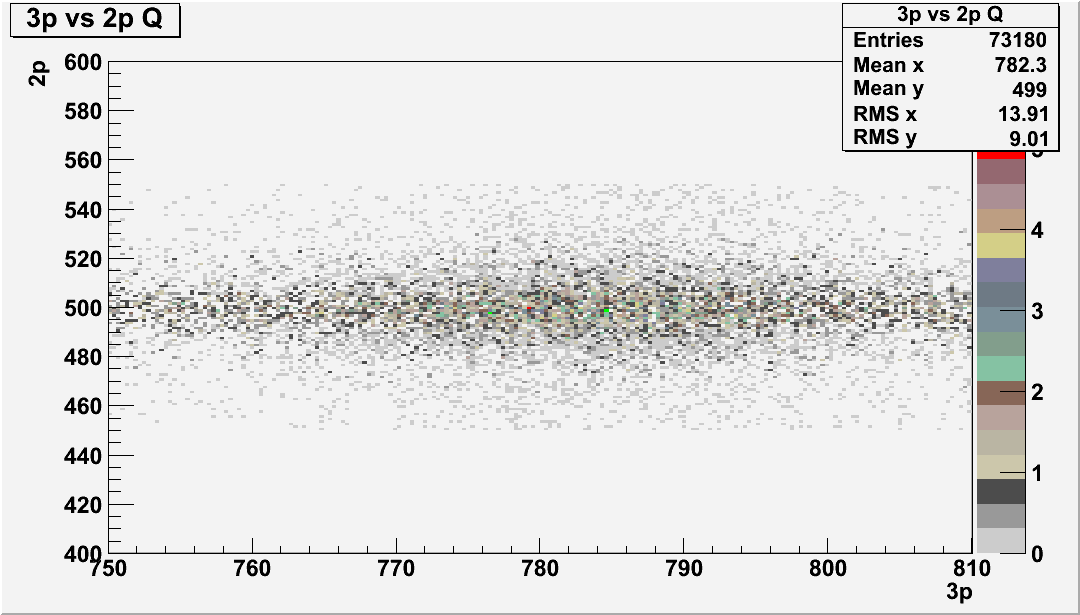 3p vs 2p Q
3p vs 2p Q
Entries 73180
Mean x 782.3
Mean y 499
RMS x 13.91
RMS y 9.01
2p
600
580
560
540
520
500
480
460
440
420
400
750 760 770 780 790 800 810
3p
5
4
3
2
1
0